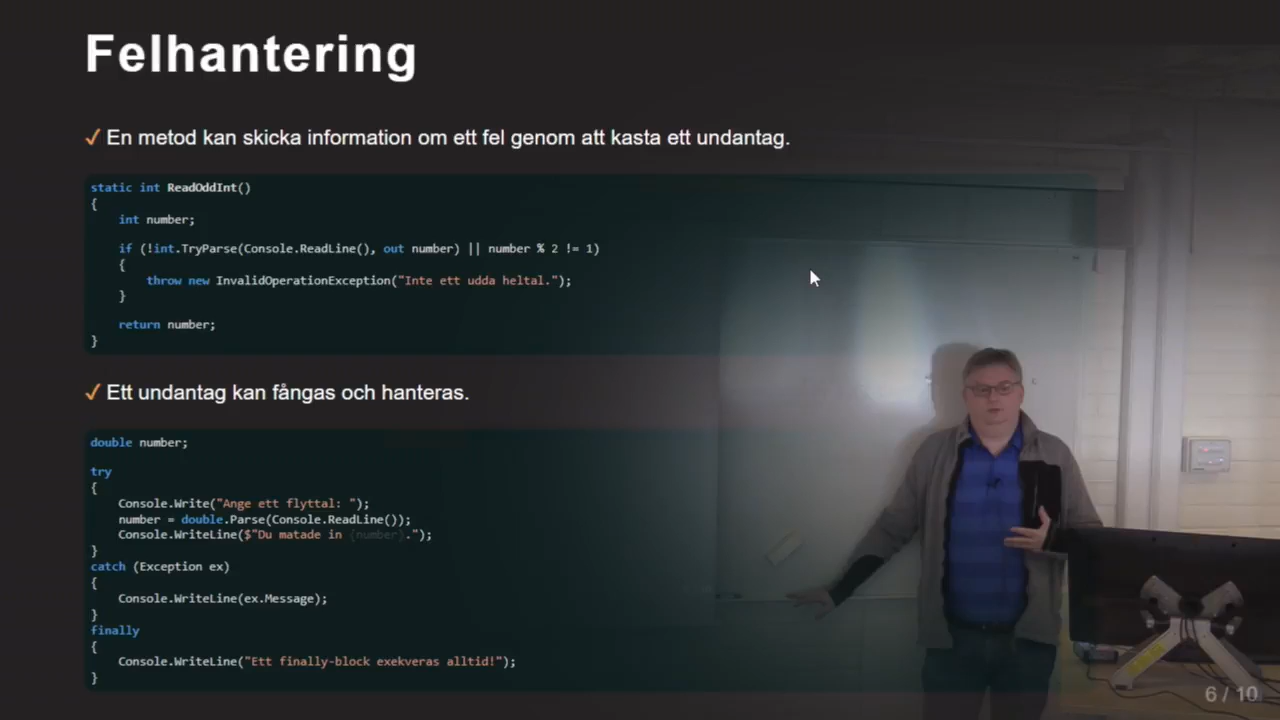 Felhantering
✓ En metod kan skicka information om ett fel genom att kasta ett undantag.
static int ReadOddInt()
{
int number;
if (!int.TryParse(Console.ReadLine(), out number) || number % 2 != 1)
{
throw new InvalidOperationException("Inte ett udda heltal.");
}
return number;
}
✓ Ett undantag kan fångas och hanteras.
double number;
try
{
Console.Write("Ange ett flyttal: ");
number = double.Parse(Console.ReadLine());
Console.WriteLine($"Du matade in {number}.");
}
catch (Exception ex)
{
Console.WriteLine(ex.Message);
}
finally
{
Console.WriteLine("Ett finally-block exekveras alltid!");
}
6 / 10